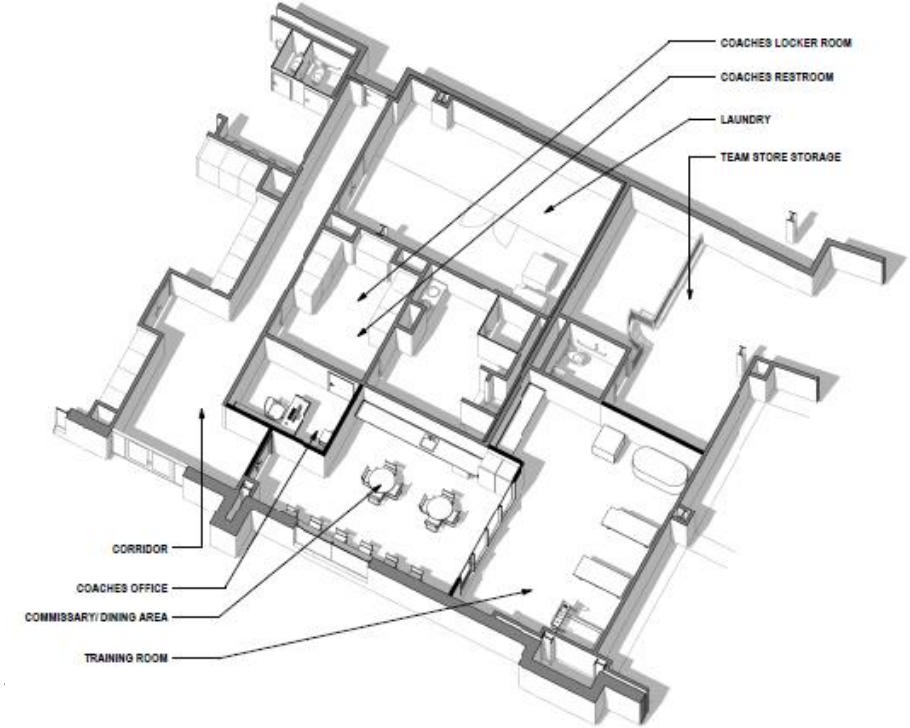 COACHES LOCKER ROOM
COACHES RESTROOM
LAUNDRY
TEAM STORE STORAGE
CORRIDOR
COACHES OFFICE
COMMISSARY/ DINING AREA
TRAINING ROOM